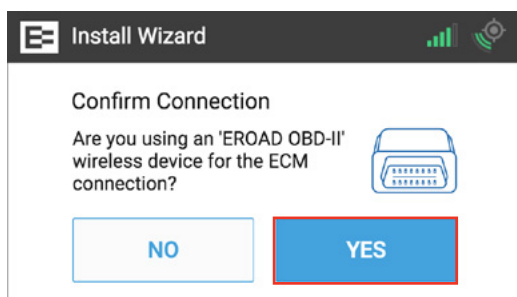 Install Wizard
Confirm Connection
Are you using an 'EROAD OBD-II'
wireless device for the ECM
connection?
NO
YES